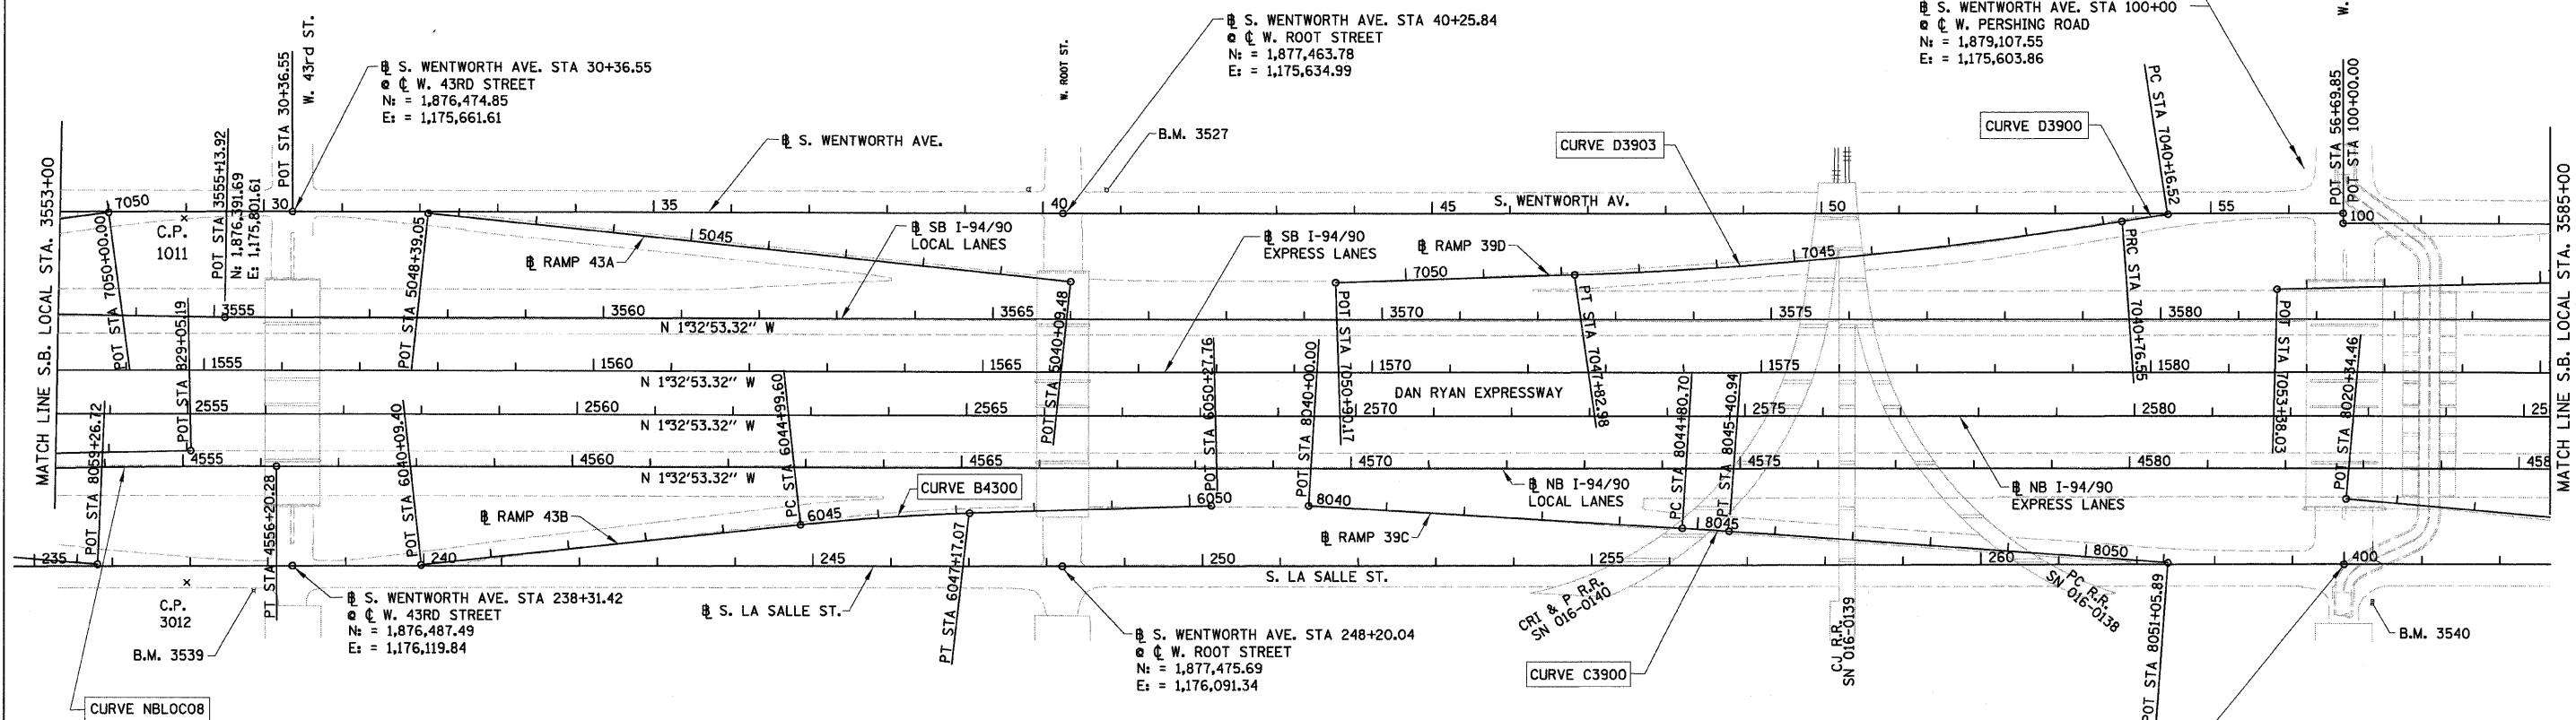 ℄ S. WENTWORTH AVE. STA 40+25.84
@ ℄ W. ROOT STREET
N: = 1,877,463.78
E: = 1,175,634.99
℄ S. WENTWORTH AVE. STA 100+00
@ ℄ W. PERSHING ROAD
N: = 1,879,107.55
E: = 1,175,603.86
W.
POT STA 30+36.55
W. 43rd ST.
℄ S. WENTWORTH AVE. STA 30+36.55
@ ℄ W. 43RD STREET
N: = 1,876,474.85
E: = 1,175,661.61
W. ROOT ST.
B.M. 3527
℄ S. WENTWORTH AVE.
CURVE D3903
CURVE D3900
PC STA 7040+16.52
POT STA 56+69.85
POT STA 100+00.00
MATCH LINE S.B. LOCAL STA. 3553+00
MATCH LINE S.B. LOCAL STA. 3585+00
7050
30
35
40
45
S. WENTWORTH AV.
50
55
100
C.P.
1011
POT STA 7050+00.00
POT STA 3555+13.92
N: 1,876,391.69
E: 1,175,801.61
POT STA 5048+39.05
5045
℄ RAMP 43A
℄ SB I-94/90
LOCAL LANES
℄ SB I-94/90
EXPRESS LANES
℄ RAMP 39D
7050
7045
PRC STA 7040+76.55
3555
3560
N 1°32'53.32" W
3565
3570
3575
3580
POT STA 829+05.19
POT STA 5040+09.48
POT STA 7050+90.17
PT STA 7047+82.98
POT STA 7053+38.03
1555
1560
N 1°32'53.32" W
1565
1570
1575
1580
DAN RYAN EXPRESSWAY
2555
2560
N 1°32'53.32" W
2565
2570
2575
2580
25
POT STA 8059+26.72
POT STA 6040+09.40
PC STA 6044+99.60
POT STA 6050+27.76
POT STA 8040+00.00
PC STA 8044+80.70
PT STA 8045+40.94
POT STA 8020+34.46
4555
4560
N 1°32'53.32" W
4565
4570
4575
4580
458
PT STA 4556+20.28
℄ RAMP 43B
6045
CURVE B4300
6050
8040
℄ NB I-94/90
LOCAL LANES
℄ NB I-94/90
EXPRESS LANES
℄ RAMP 39C
8045
8050
235
240
245
250
255
260
400
S. LA SALLE ST.
C.P.
3012
B.M. 3539
℄ S. WENTWORTH AVE. STA 238+31.42
@ ℄ W. 43RD STREET
N: = 1,876,487.49
E: = 1,176,119.84
℄ S. LA SALLE ST.
PT STA 6047+17.07
℄ S. WENTWORTH AVE. STA 248+20.04
@ ℄ W. ROOT STREET
N: = 1,877,475.69
E: = 1,176,091.34
CRI & P R.R.
SN 016-0140
CJ R.R.
SN 016-0139
PC R.R.
SN 016-0138
POT STA 8051+05.89
B.M. 3540
CURVE C3900
CURVE NBLOC08